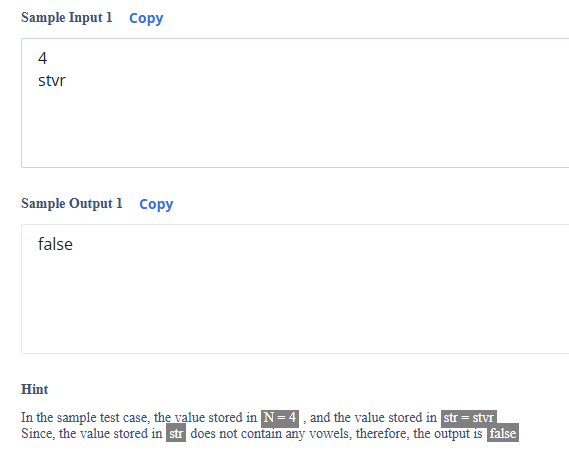 Sample Input 1 Copy
4
stvr
Sample Output 1 Copy
false
Hint
In the sample test case, the value stored in N = 4 , and the value stored in str = stvr
Since, the value stored in str does not contain any vowels, therefore, the output is false